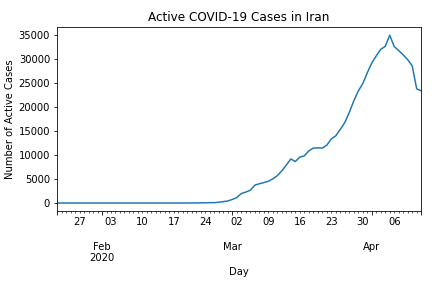 Active COVID-19 Cases in Iran
Number of Active Cases
35000
30000
25000
20000
15000
10000
5000
0
27 03 10 17 24 02 09 16 23 30 06
Feb Mar Apr
2020
Day